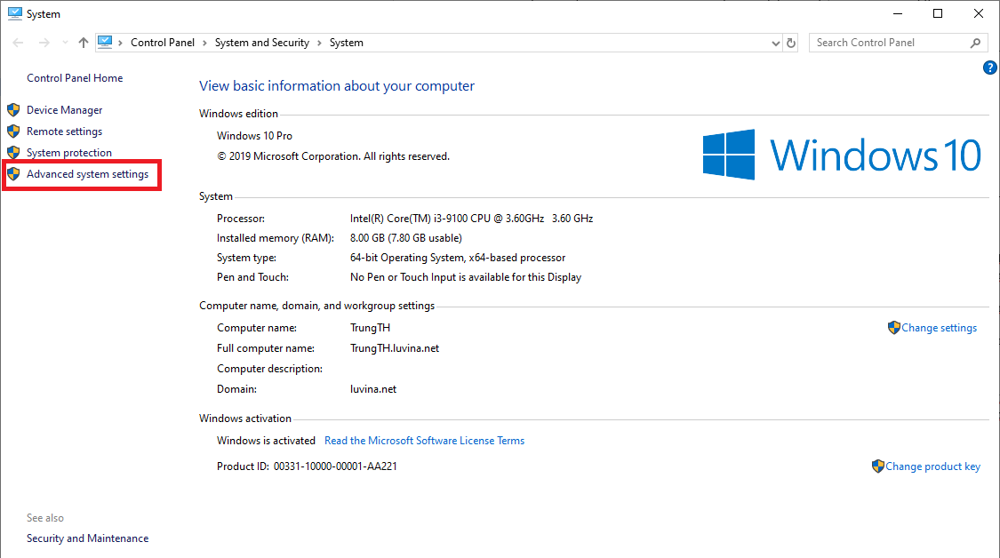 System
Control Panel > System and Security > System
Search Control Panel
Control Panel Home
Device Manager
Remote settings
System protection
Advanced system settings
View basic information about your computer
Windows edition
Windows 10 Pro
© 2019 Microsoft Corporation. All rights reserved.
Windows 10
System
Processor: Intel(R) Core(TM) i3-9100 CPU @ 3.60GHz 3.60 GHz
Installed memory (RAM): 8.00 GB (7.80 GB usable)
System type: 64-bit Operating System, x64-based processor
Pen and Touch: No Pen or Touch Input is available for this Display
Computer name, domain, and workgroup settings
Computer name: TrungTH Change settings
Full computer name: TrungTH.luvina.net
Computer description:
Domain: luvina.net
Windows activation
Windows is activated Read the Microsoft Software License Terms
Product ID: 00331-10000-00001-AA221 Change product key
See also
Security and Maintenance